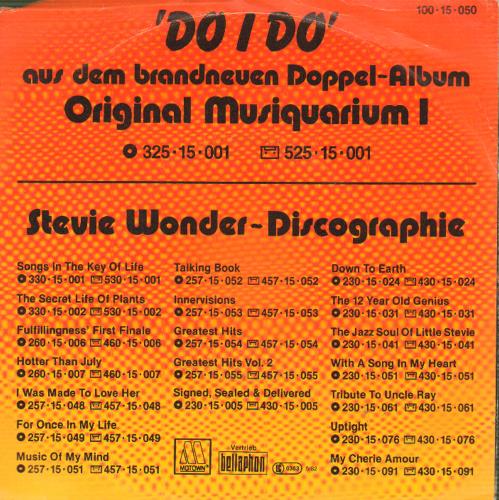 100·15·050
'DO I DO'
aus dem brandneuen Doppel-Album
Original Musiquarium I
325·15·001 525·15·001
Stevie Wonder-Discographie
Songs In The Key Of Life
330·15·001 530·15·001
The Secret Life Of Plants
330·15·002 530·15·002
Fulfillingness' First Finale
260·15·006 460·15·006
Hotter Than July
260·15·007 460·15·007
I Was Made To Love Her
257·15·048 457·15·048
For Once In My Life
257·15·049 457·15·049
Music Of My Mind
257·15·051 457·15·051
Talking Book
257·15·052 457·15·052
Innervisions
257·15·053 457·15·053
Greatest Hits
257·15·054 457·15·054
Greatest Hits Vol. 2
257·15·055 457·15·055
Signed, Sealed & Delivered
230·15·005 430·15·005
Down To Earth
230·15·024 430·15·024
The 12 Year Old Genius
230·15·031 430·15·031
The Jazz Soul Of Little Stevie
230·15·041 430·15·041
With A Song In My Heart
230·15·051 430·15·051
Tribute To Uncle Ray
230·15·061 430·15·061
Uptight
230·15·076 430·15·076
My Cherie Amour
230·15·091 430·15·091
M
MOTOWN
Vertrieb
bellaphon
0363
5/82